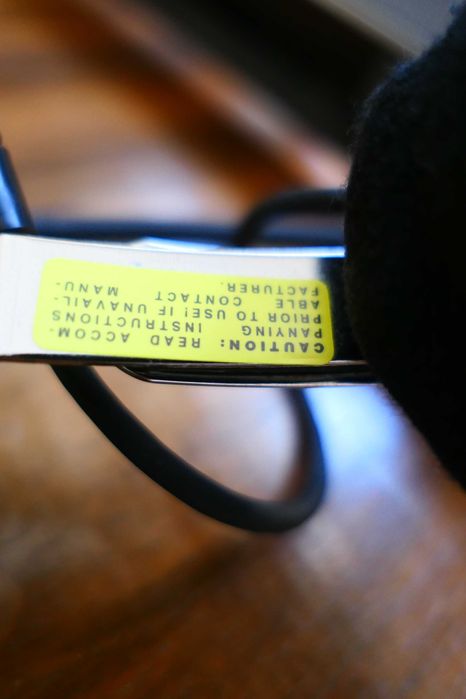 CAUTION: READ ACCOM-
PANYING INSTRUCTIONS
PRIOR TO USE! IF UNAVAIL-
ABLE CONTACT MANU-
FACTURER.